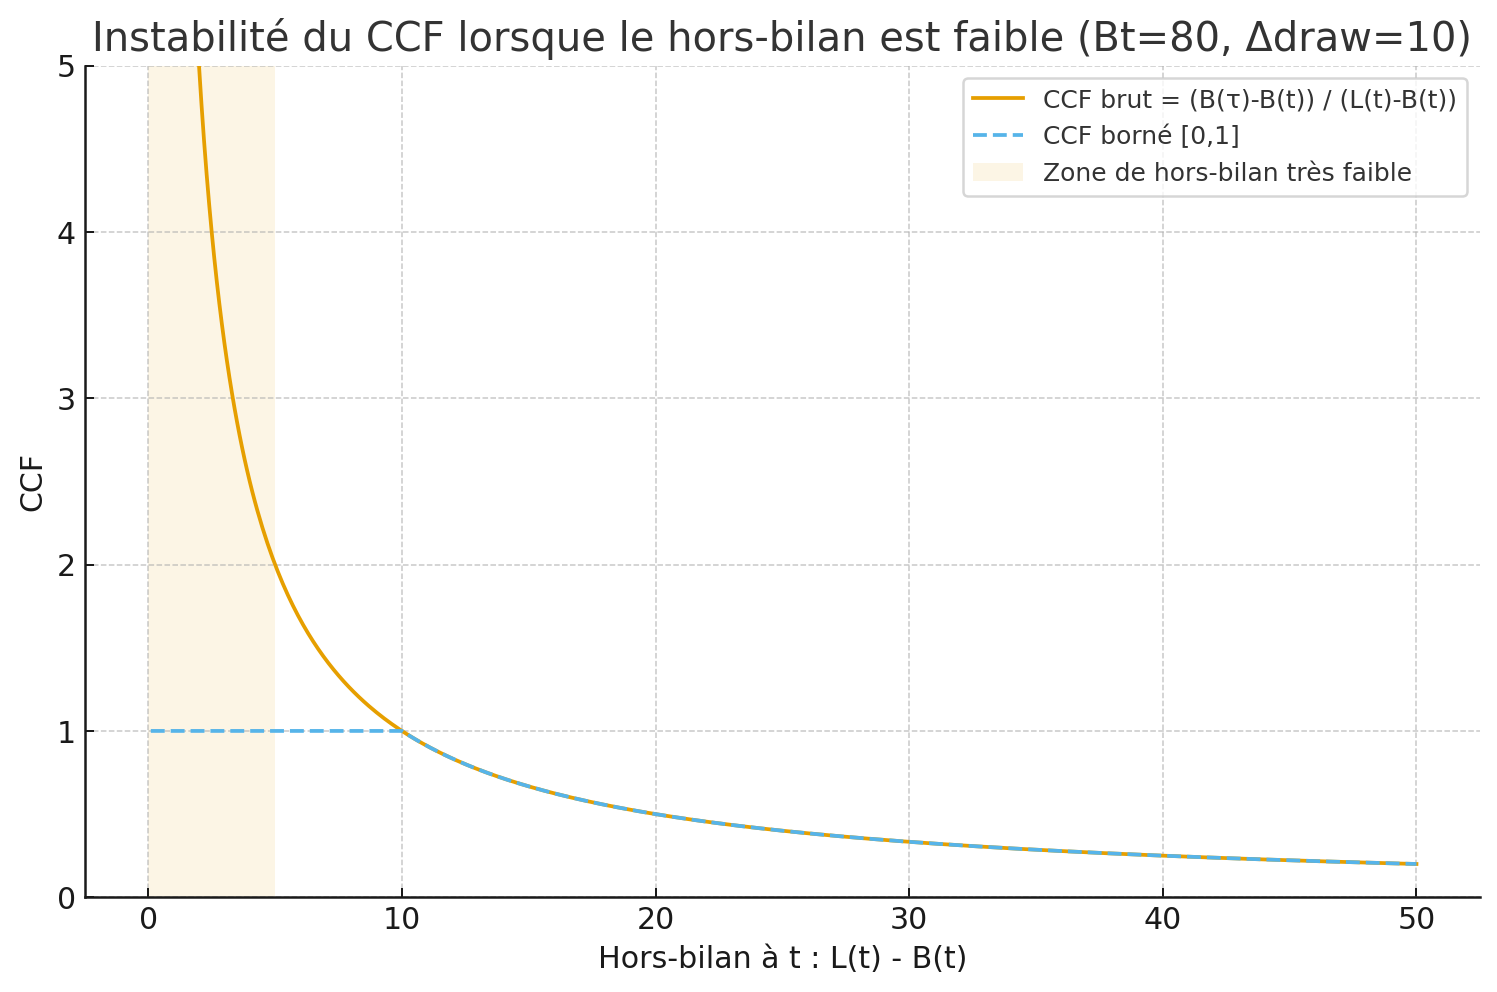 Instabilité du CCF lorsque le hors-bilan est faible (Bt=80, Δdraw=10)
CCF brut = (B(τ)-B(t)) / (L(t)-B(t))
CCF borné [0,1]
Zone de hors-bilan très faible
CCF
5
4
3
2
1
0
0 10 20 30 40 50
Hors-bilan à t : L(t) - B(t)